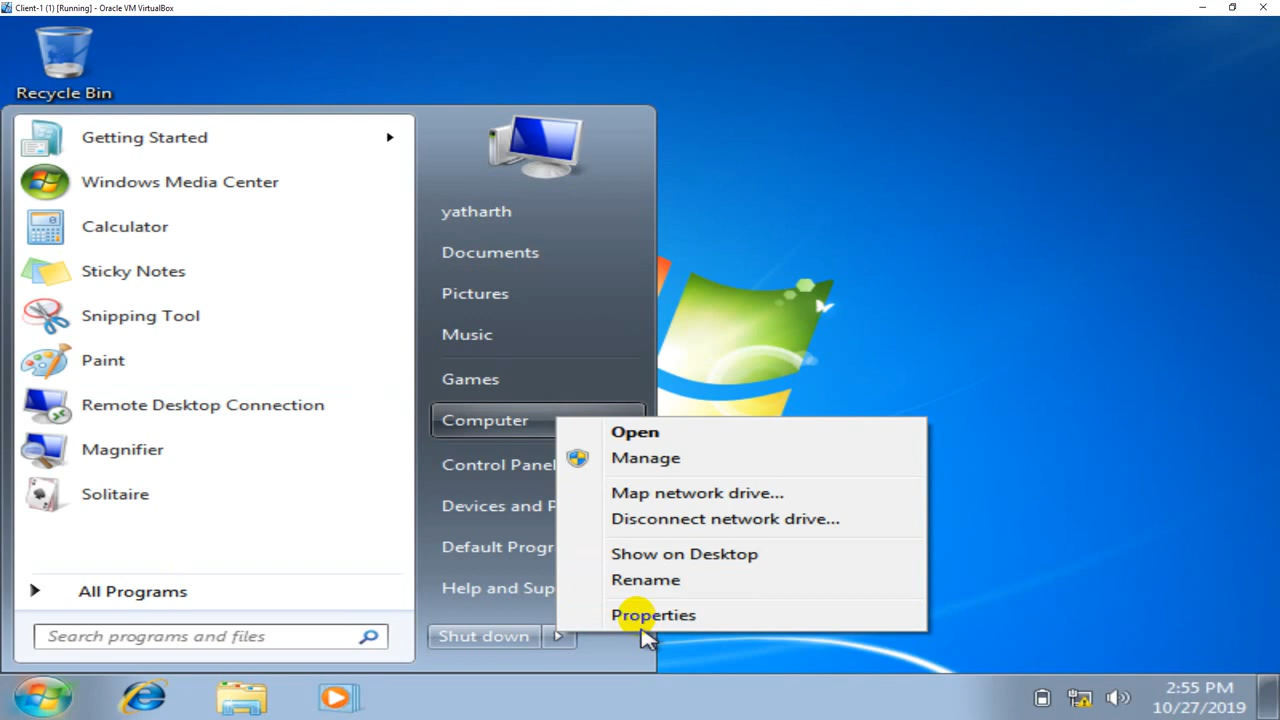 Client-1 (1) [Running] - Oracle VM VirtualBox
Recycle Bin
Getting Started
Windows Media Center
Calculator
Sticky Notes
Snipping Tool
Paint
Remote Desktop Connection
Magnifier
Solitaire
All Programs
Search programs and files
yatharth
Documents
Pictures
Music
Games
Computer
Control Panel
Devices and P
Default Progr
Help and Sup
Shut down
Open
Manage
Map network drive...
Disconnect network drive...
Show on Desktop
Rename
Properties
2:55 PM
10/27/2019